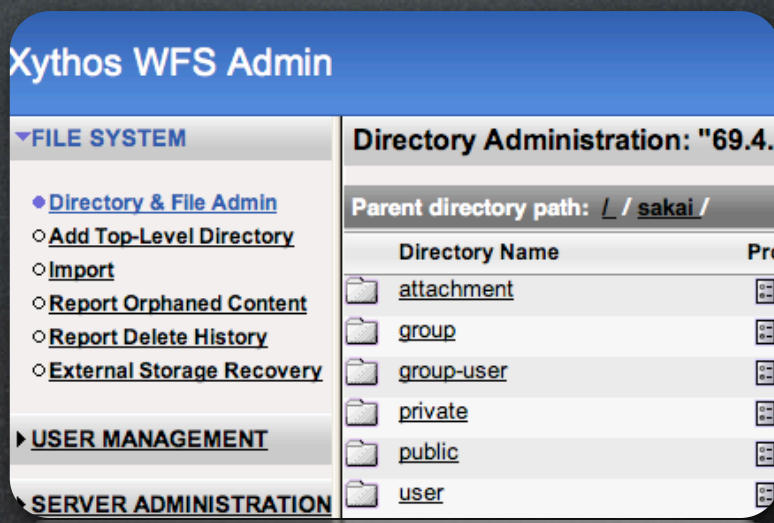 Xythos WFS Admin
FILE SYSTEM
Directory & File Admin
Add Top-Level Directory
Import
Report Orphaned Content
Report Delete History
External Storage Recovery
USER MANAGEMENT
SERVER ADMINISTRATION
Directory Administration: "69.4.
Parent directory path: / / sakai /
Directory Name
attachment
group
group-user
private
public
user